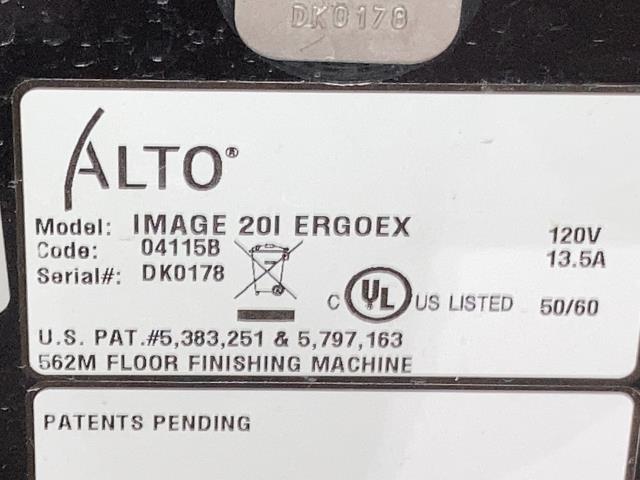 DK0178
ALTO®
Model: IMAGE 20I ERGOEX 120V
Code: 04115B 13.5A
Serial#: DK0178
C UL US LISTED 50/60
U.S. PAT.#5,383,251 & 5,797,163
562M FLOOR FINISHING MACHINE
PATENTS PENDING